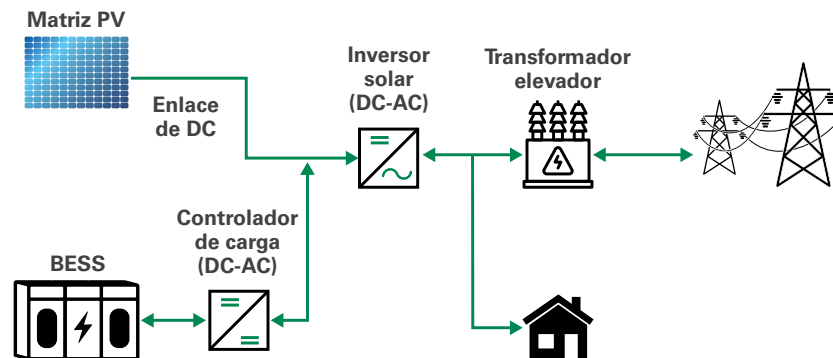 Matriz PV
Enlace
de DC
Inversor
solar
(DC-AC)
Transformador
elevador
Controlador
de carga
(DC-AC)
BESS